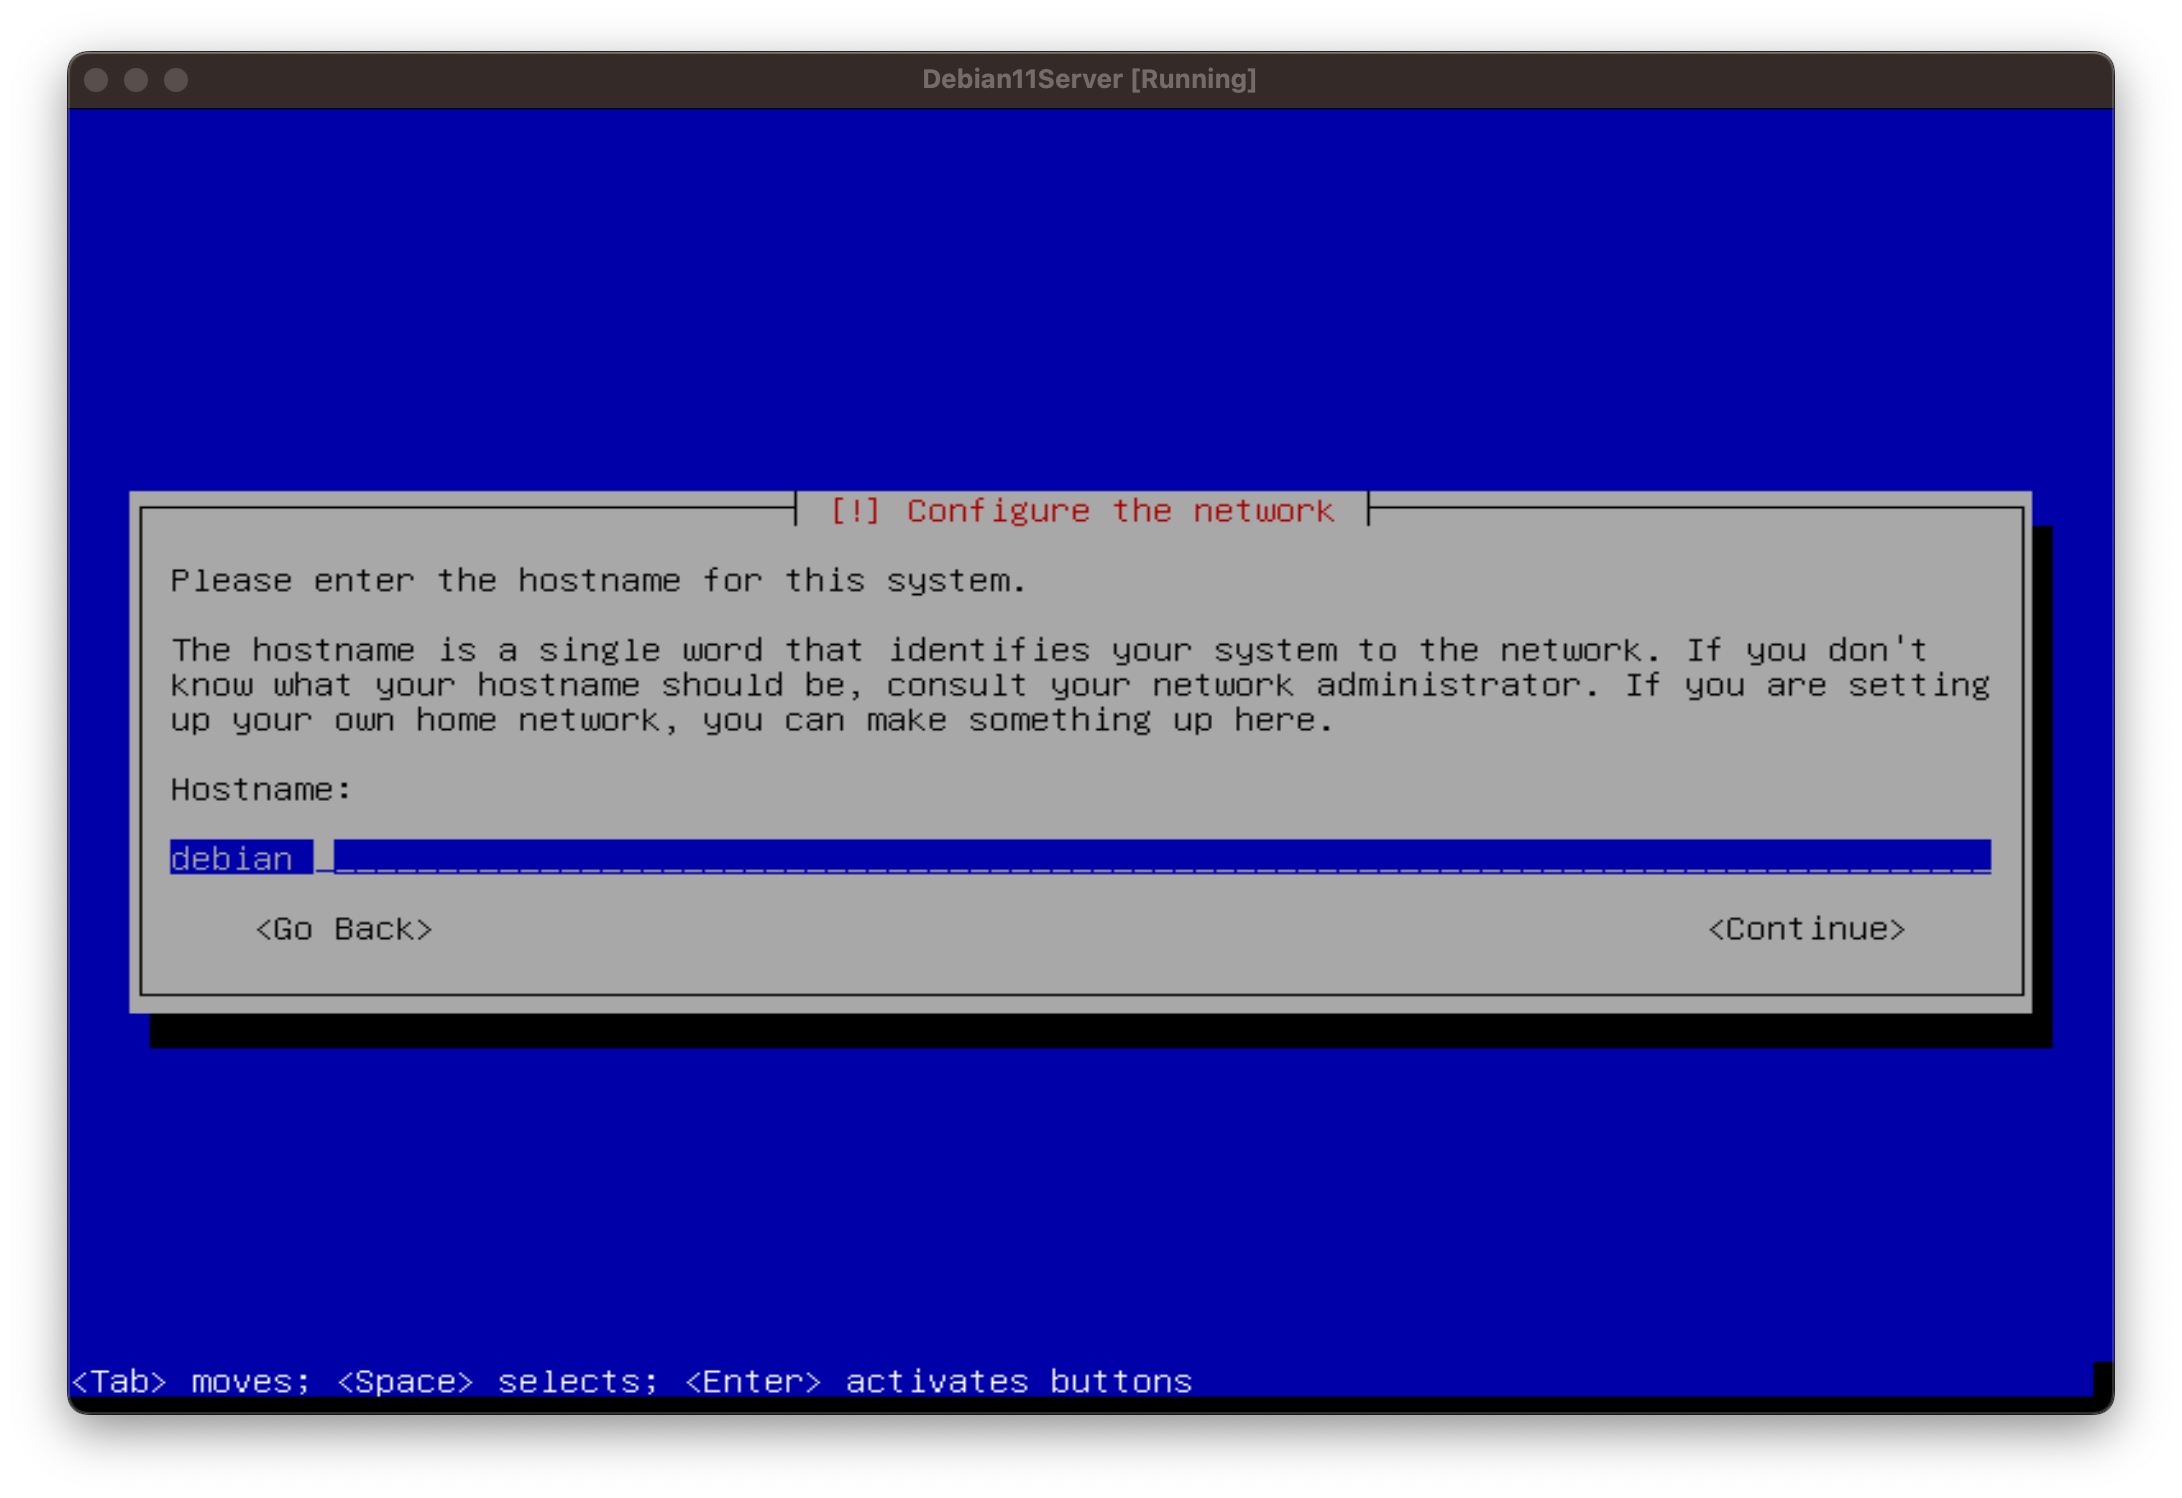 Debian11Server [Running]
[!] Configure the network
Please enter the hostname for this system.
The hostname is a single word that identifies your system to the network. If you don't
know what your hostname should be, consult your network administrator. If you are setting
up your own home network, you can make something up here.
Hostname:
debian ___________________________________________________________________________________
<Go Back> <Continue>
<Tab> moves; <Space> selects; <Enter> activates buttons